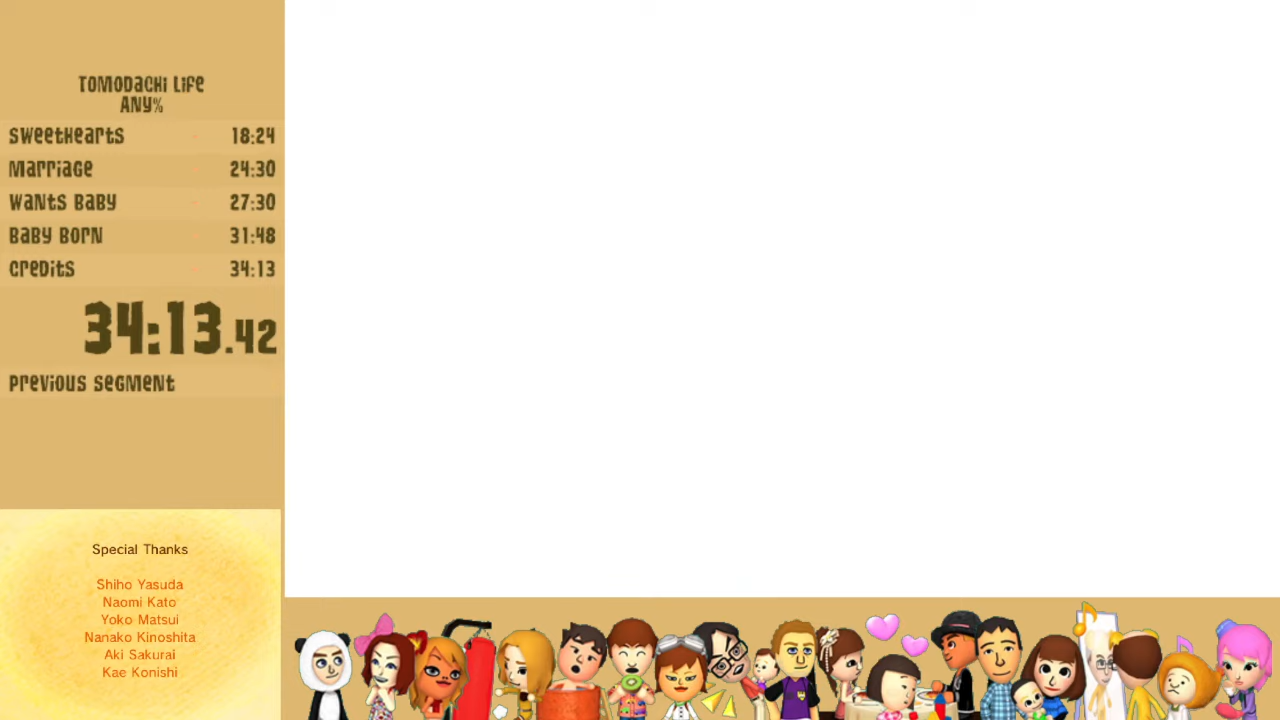 Tomodachi Life
Any%
Sweethearts - 18:24
Marriage - 24:30
Wants Baby - 27:30
Baby Born - 31:48
Credits - 34:13
34:13.42
Previous Segment
Special Thanks
Shiho Yasuda
Naomi Kato
Yoko Matsui
Nanako Kinoshita
Aki Sakurai
Kae Konishi